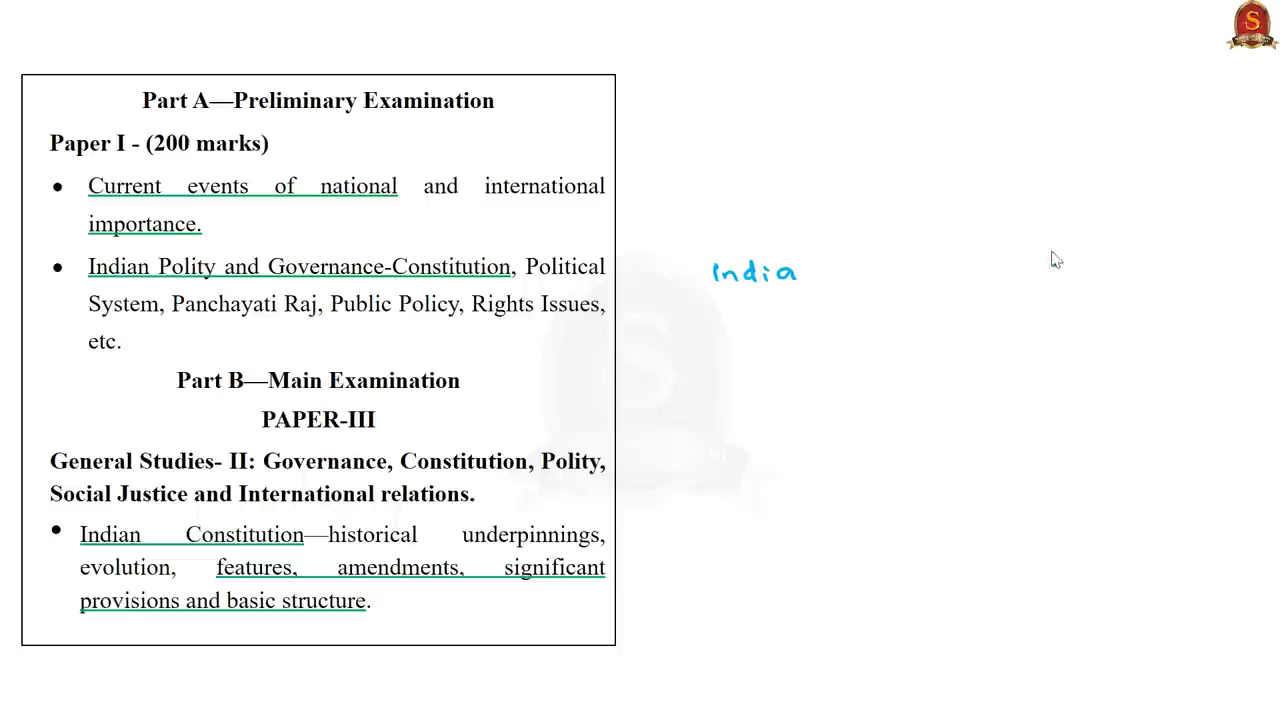 Part A—Preliminary Examination
Paper I - (200 marks)
• Current events of national and international
importance.
• Indian Polity and Governance-Constitution, Political
System, Panchayati Raj, Public Policy, Rights Issues,
etc.
Part B—Main Examination
PAPER-III
General Studies- II: Governance, Constitution, Polity,
Social Justice and International relations.
• Indian Constitution—historical underpinnings,
evolution, features, amendments, significant
provisions and basic structure.
India
S